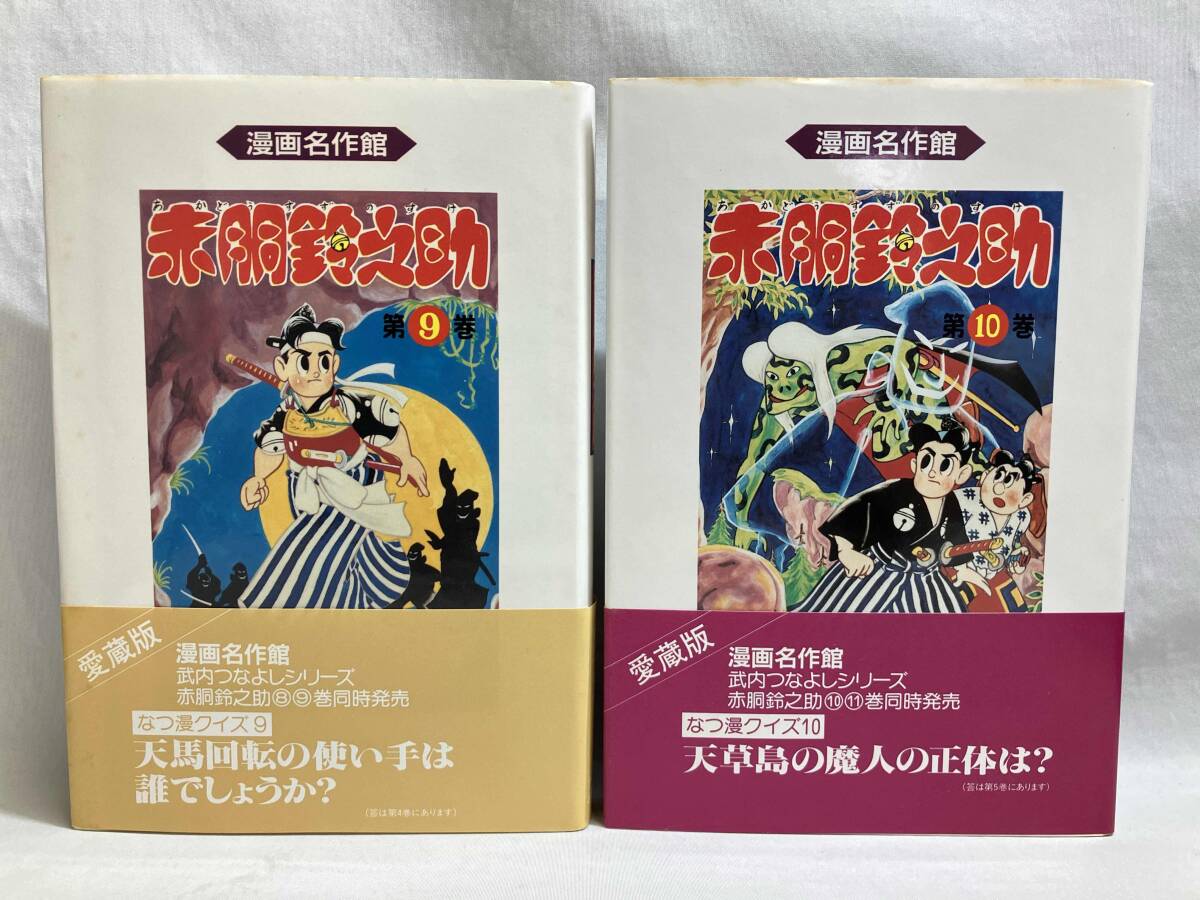 漫画名作館
あかどうすずのすけ
赤胴鈴之助
第9巻
愛蔵版
漫画名作館
武内つなよしシリーズ
赤胴鈴之助⑧⑨巻同時発売
なつ漫クイズ9
天馬回転の使い手は
誰でしょうか?
(答は第4巻にあります)
漫画名作館
あかどうすずのすけ
赤胴鈴之助
第10巻
愛蔵版
漫画名作館
武内つなよしシリーズ
赤胴鈴之助⑩⑪巻同時発売
なつ漫クイズ10
天草島の魔人の正体は?
(答は第5巻にあります)